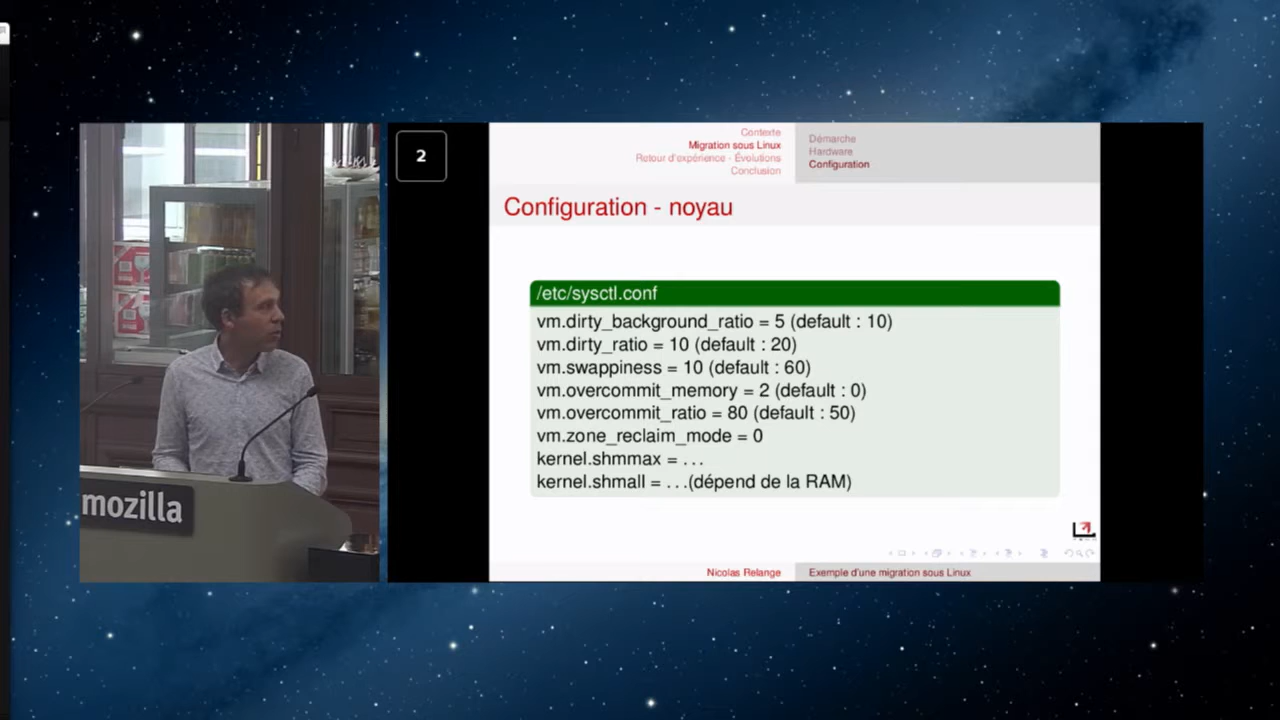 mozilla
2
Contexte
Migration sous Linux
Retour d'expérience - Évolutions
Conclusion
Démarche
Hardware
Configuration
Configuration - noyau
/etc/sysctl.conf
vm.dirty_background_ratio = 5 (default : 10)
vm.dirty_ratio = 10 (default : 20)
vm.swappiness = 10 (default : 60)
vm.overcommit_memory = 2 (default : 0)
vm.overcommit_ratio = 80 (default : 50)
vm.zone_reclaim_mode = 0
kernel.shmmax = ...
kernel.shmall = ...(dépend de la RAM)
Nicolas Relange
Exemple d'une migration sous Linux